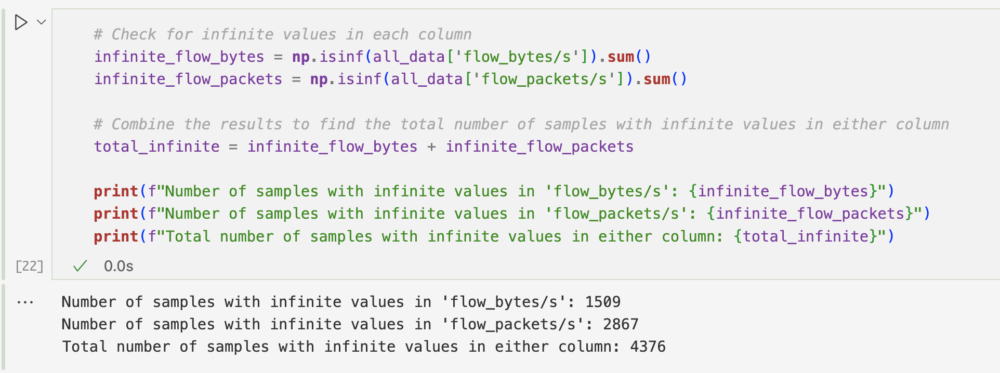 # Check for infinite values in each column
infinite_flow_bytes = np.isinf(all_data['flow_bytes/s']).sum()
infinite_flow_packets = np.isinf(all_data['flow_packets/s']).sum()
# Combine the results to find the total number of samples with infinite values in either column
total_infinite = infinite_flow_bytes + infinite_flow_packets
print(f"Number of samples with infinite values in 'flow_bytes/s': {infinite_flow_bytes}")
print(f"Number of samples with infinite values in 'flow_packets/s': {infinite_flow_packets}")
print(f"Total number of samples with infinite values in either column: {total_infinite}")
[22] ✓ 0.0s
... Number of samples with infinite values in 'flow_bytes/s': 1509
Number of samples with infinite values in 'flow_packets/s': 2867
Total number of samples with infinite values in either column: 4376